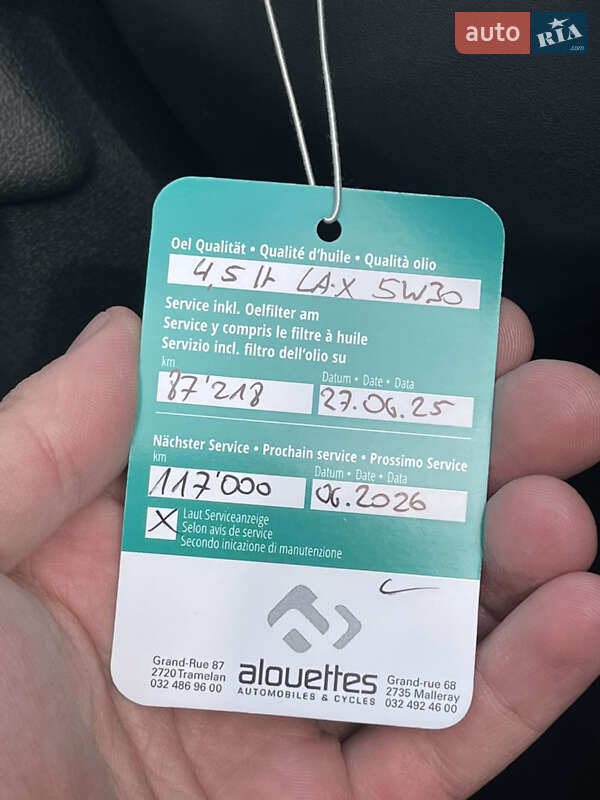 auto RIA.com
Oel Qualität • Qualité d'huile • Qualità olio
4,5 lt LA-X 5W30
Service inkl. Oelfilter am
Service y compris le filtre à huile
Servizio incl. filtro dell'olio su
km Datum • Date • Data
87'218 27.06.25
Nächster Service • Prochain service • Prossimo Service
km Datum • Date • Data
117'000 06.2026
X Laut Serviceanzeige
Selon avis de service
Secondo inicazione di manutenzione
Grand-Rue 87
2720 Tramelan
032 486 96 00
alouettes
AUTOMOBILES & CYCLES
Grand-rue 68
2735 Malleray
032 492 46 00